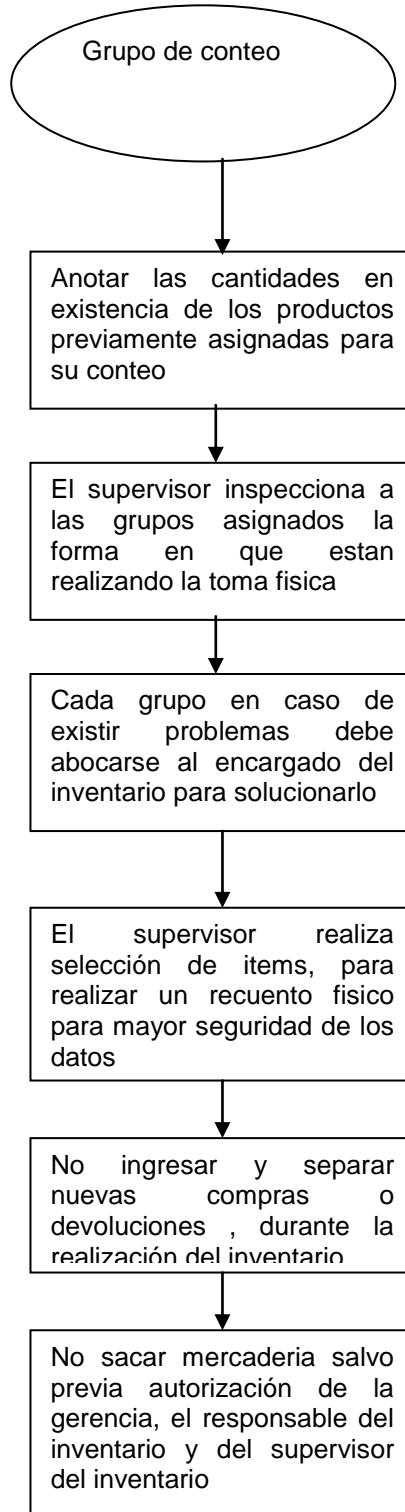 Grupo de conteo
Anotar las cantidades en
existencia de los productos
previamente asignadas para
su conteo
El supervisor inspecciona a
las grupos asignados la
forma en que estan
realizando la toma fisica
Cada grupo en caso de
existir problemas debe
abocarse al encargado del
inventario para solucionarlo
El supervisor realiza
selección de items, para
realizar un recuento fisico
para mayor seguridad de los
datos
No ingresar y separar
nuevas compras o
devoluciones , durante la
realización del inventario
No sacar mercaderia salvo
previa autorización de la
gerencia, el responsable del
inventario y del supervisor
del inventario